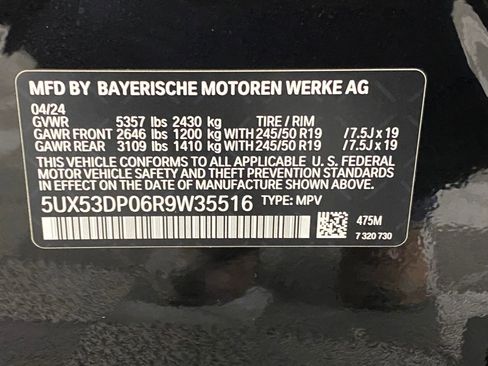 MFD BY BAYERISCHE MOTOREN WERKE AG
04/24
GVWR 5357 lbs 2430 kg TIRE / RIM
GAWR FRONT 2646 lbs 1200 kg WITH 245/50 R19 / 7.5J x 19
GAWR REAR 3109 lbs 1410 kg WITH 245/50 R19 / 7.5J x 19
THIS VEHICLE CONFORMS TO ALL APPLICABLE U. S. FEDERAL
MOTOR VEHICLE SAFETY AND THEFT PREVENTION STANDARDS
IN EFFECT ON THE DATE OF MANUFACTURE SHOWN ABOVE.
5UX53DP06R9W35516 TYPE: MPV
475M
7 320 730